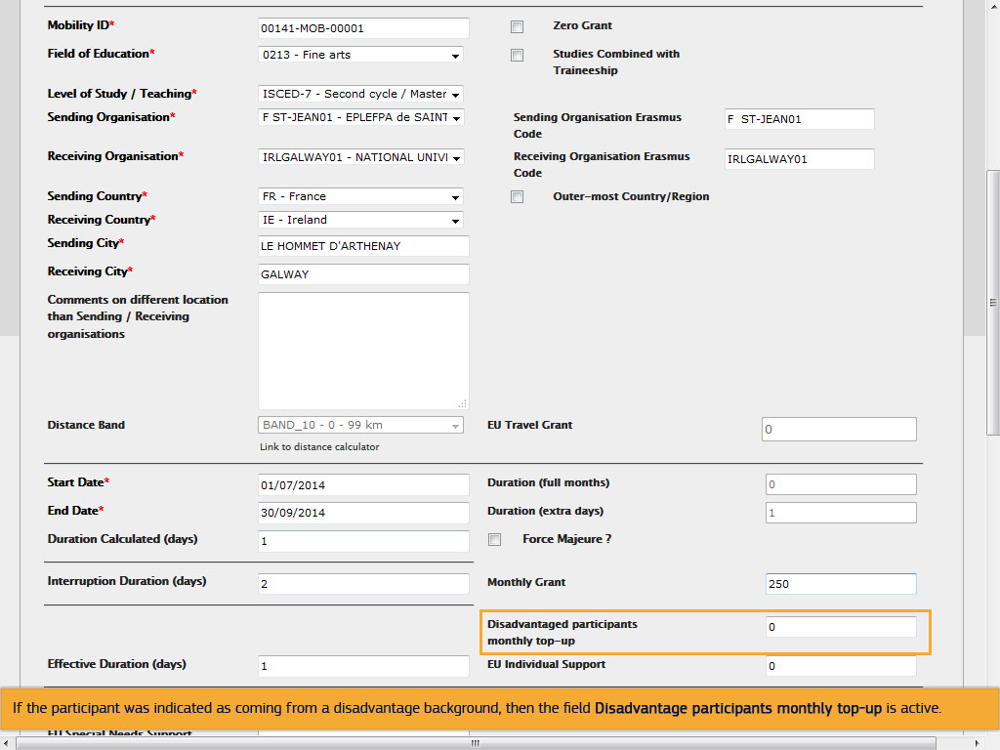 Mobility ID* 00141-MOB-00001 Zero Grant
Field of Education* 0213 - Fine arts Studies Combined with
Traineeship
Level of Study / Teaching* ISCED-7 - Second cycle / Master
Sending Organisation* F ST-JEAN01 - EPLEFPA de SAINT Sending Organisation Erasmus F  ST-JEAN01
Code
Receiving Organisation* IRLGALWAY01 - NATIONAL UNIVI Receiving Organisation Erasmus IRLGALWAY01
Code
Sending Country* FR - France Outer-most Country/Region
Receiving Country* IE - Ireland
Sending City* LE HOMMET D'ARTHENAY
Receiving City* GALWAY
Comments on different location
than Sending / Receiving
organisations
Distance Band BAND_10 - 0 - 99 km EU Travel Grant 0
Link to distance calculator
Start Date* 01/07/2014 Duration (full months) 0
End Date* 30/09/2014 Duration (extra days) 1
Duration Calculated (days) 1 Force Majeure ?
Interruption Duration (days) 2 Monthly Grant 250
Disadvantaged participants 0
monthly top-up
Effective Duration (days) 1 EU Individual Support 0
If the participant was indicated as coming from a disadvantage background, then the field Disadvantage participants monthly top-up is active.
EU Special Needs Support